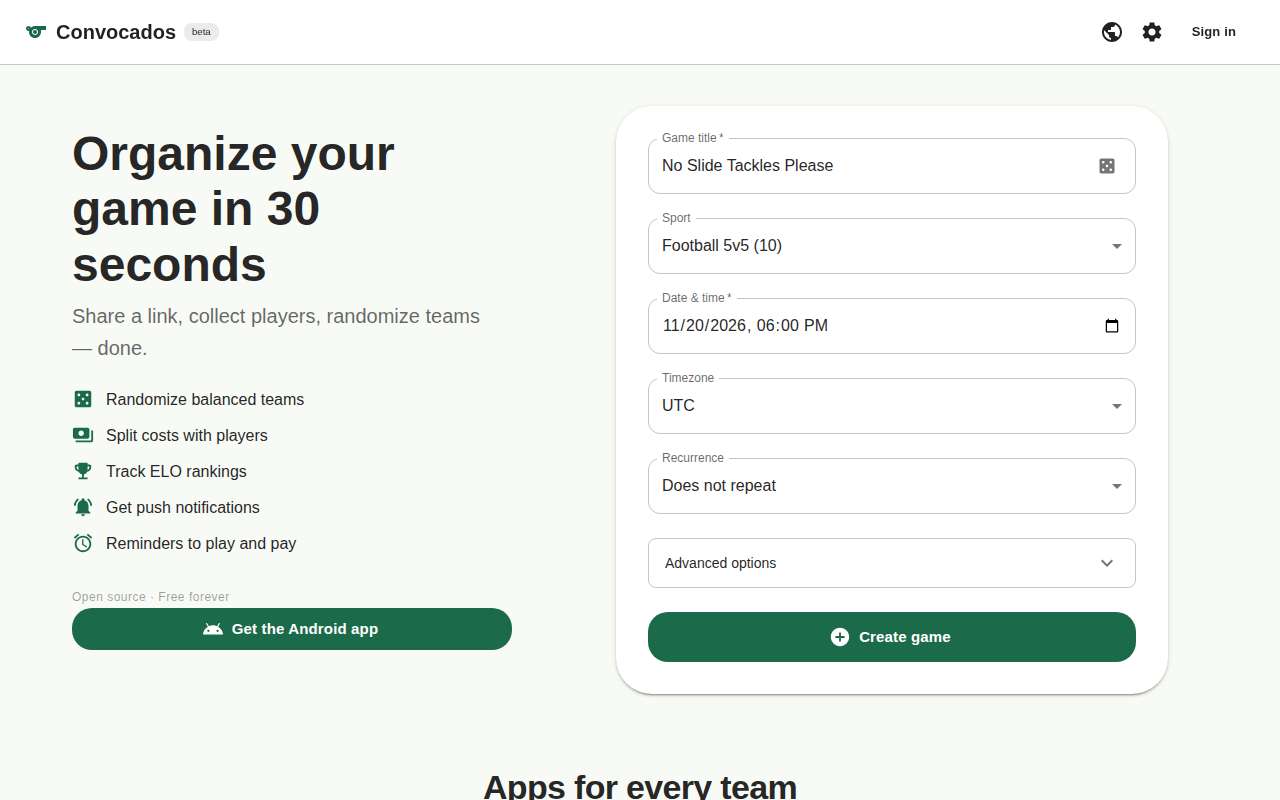 Convocados
beta
Sign in
Organize your
game in 30
seconds
Share a link, collect players, randomize teams
— done.
Randomize balanced teams
Split costs with players
Track ELO rankings
Get push notifications
Reminders to play and pay
Open source · Free forever
Get the Android app
Game title *
No Slide Tackles Please
Sport
Football 5v5 (10)
Date & time *
11/20/2026, 06:00 PM
Timezone
UTC
Recurrence
Does not repeat
Advanced options
Create game
Apps for every team